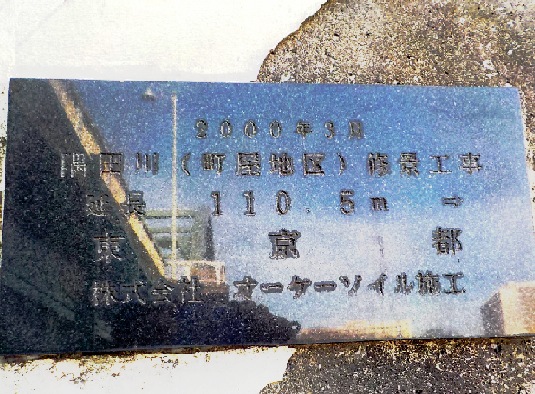 2000年3月
隅田川(町屋地区)修景工事
延長 110.5m →
東京都
株式会社 オーケーソイル施工